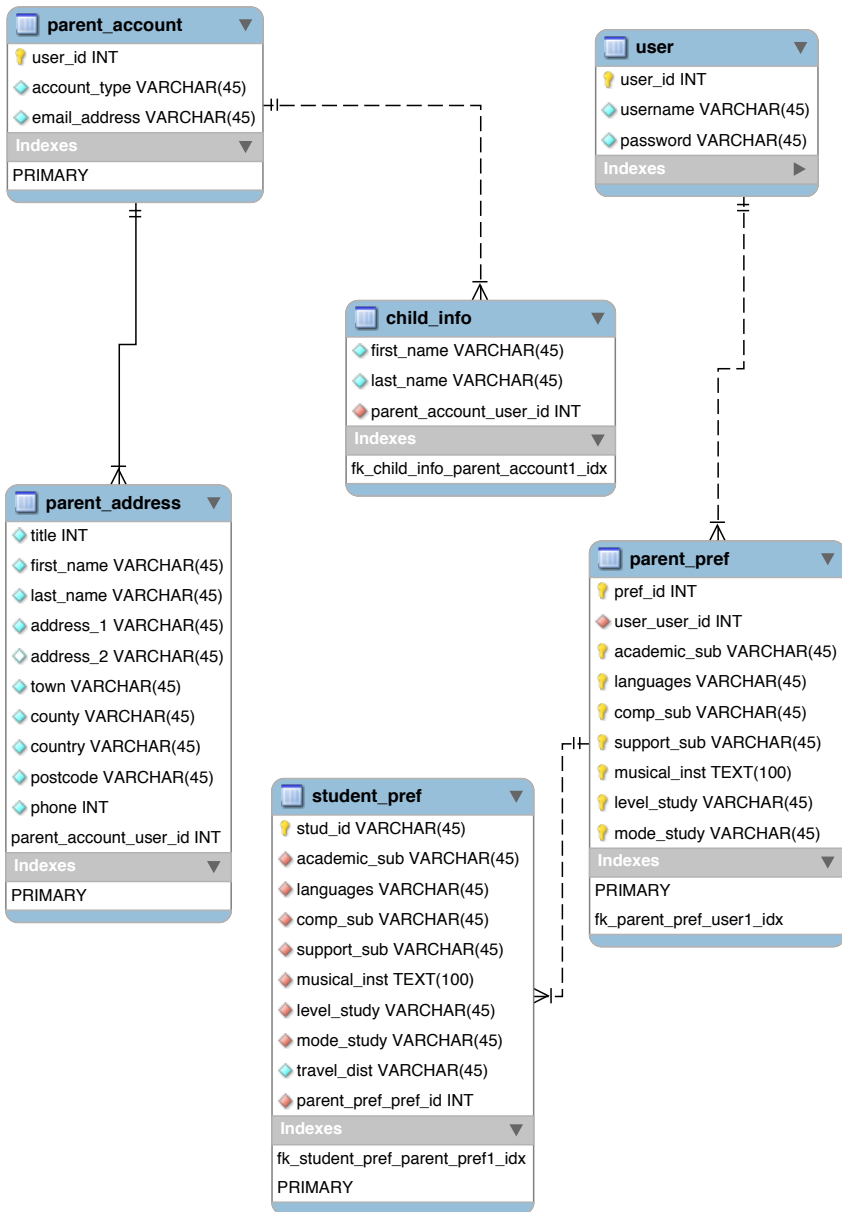 parent_account
user_id INT
account_type VARCHAR(45)
email_address VARCHAR(45)
Indexes
PRIMARY
user
user_id INT
username VARCHAR(45)
password VARCHAR(45)
Indexes
child_info
first_name VARCHAR(45)
last_name VARCHAR(45)
parent_account_user_id INT
Indexes
fk_child_info_parent_account1_idx
parent_address
title INT
first_name VARCHAR(45)
last_name VARCHAR(45)
address_1 VARCHAR(45)
address_2 VARCHAR(45)
town VARCHAR(45)
county VARCHAR(45)
country VARCHAR(45)
postcode VARCHAR(45)
phone INT
parent_account_user_id INT
Indexes
PRIMARY
parent_pref
pref_id INT
user_user_id INT
academic_sub VARCHAR(45)
languages VARCHAR(45)
comp_sub VARCHAR(45)
support_sub VARCHAR(45)
musical_inst TEXT(100)
level_study VARCHAR(45)
mode_study VARCHAR(45)
Indexes
PRIMARY
fk_parent_pref_user1_idx
student_pref
stud_id VARCHAR(45)
academic_sub VARCHAR(45)
languages VARCHAR(45)
comp_sub VARCHAR(45)
support_sub VARCHAR(45)
musical_inst TEXT(100)
level_study VARCHAR(45)
mode_study VARCHAR(45)
travel_dist VARCHAR(45)
parent_pref_pref_id INT
Indexes
fk_student_pref_parent_pref1_idx
PRIMARY